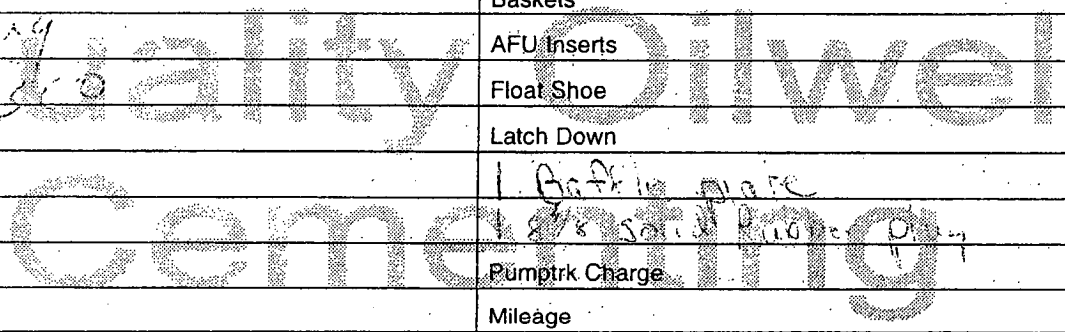 Baskets
AFU Inserts
Quality Oilwel
Float Shoe
Latch Down
1 Baffle plate
1 8 5/8 solid Rubber plug
Cementing
Pumptrk Charge
Mileage